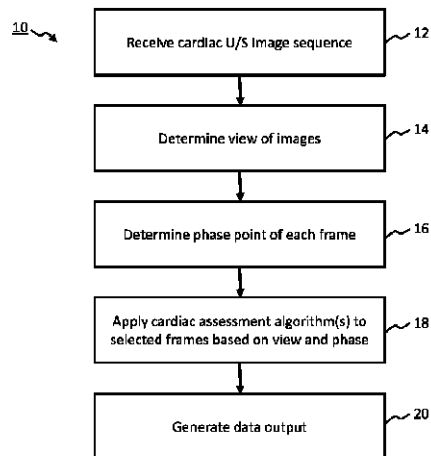 10
Receive cardiac U/S image sequence
12
Determine view of images
14
Determine phase point of each frame
16
Apply cardiac assessment algorithm(s) to
selected frames based on view and phase
18
Generate data output
20